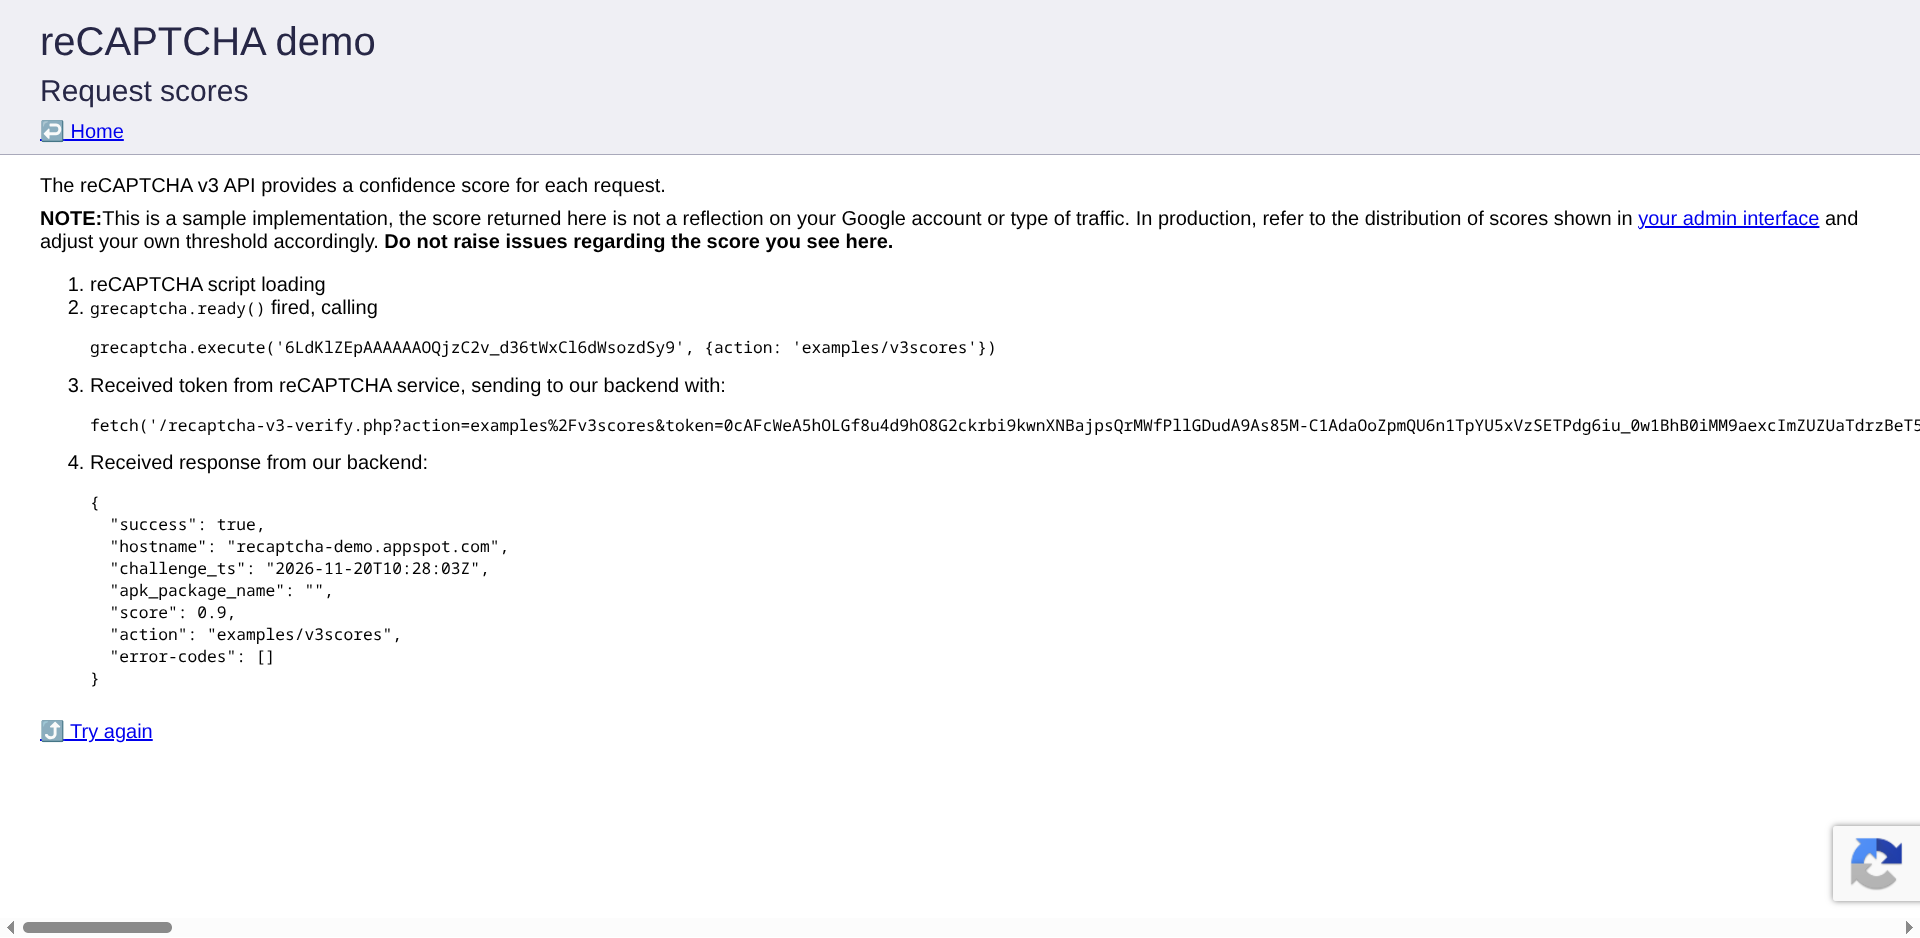 reCAPTCHA demo
Request scores
↩️ Home
The reCAPTCHA v3 API provides a confidence score for each request.
NOTE:This is a sample implementation, the score returned here is not a reflection on your Google account or type of traffic. In production, refer to the distribution of scores shown in your admin interface and
adjust your own threshold accordingly. Do not raise issues regarding the score you see here.
1. reCAPTCHA script loading
2. grecaptcha.ready() fired, calling
grecaptcha.execute('6LdKlZEpAAAAAAOQjzC2v_d36tWxCl6dWsozdSy9', {action: 'examples/v3scores'})
3. Received token from reCAPTCHA service, sending to our backend with:
fetch('/recaptcha-v3-verify.php?action=examples%2Fv3scores&token=0cAFcWeA5hOLGf8u4d9hO8G2ckrbi9kwnXNBajpsQrMWfPllGDudA9As85M-C1AdaOoZpmQU6n1TpYU5xVzSETPdg6iu_0w1BhB0iMM9aexcImZUZUaTdrzBeT5
4. Received response from our backend:
{
  "success": true,
  "hostname": "recaptcha-demo.appspot.com",
  "challenge_ts": "2026-11-20T10:28:03Z",
  "apk_package_name": "",
  "score": 0.9,
  "action": "examples/v3scores",
  "error-codes": []
}
⤴️ Try again